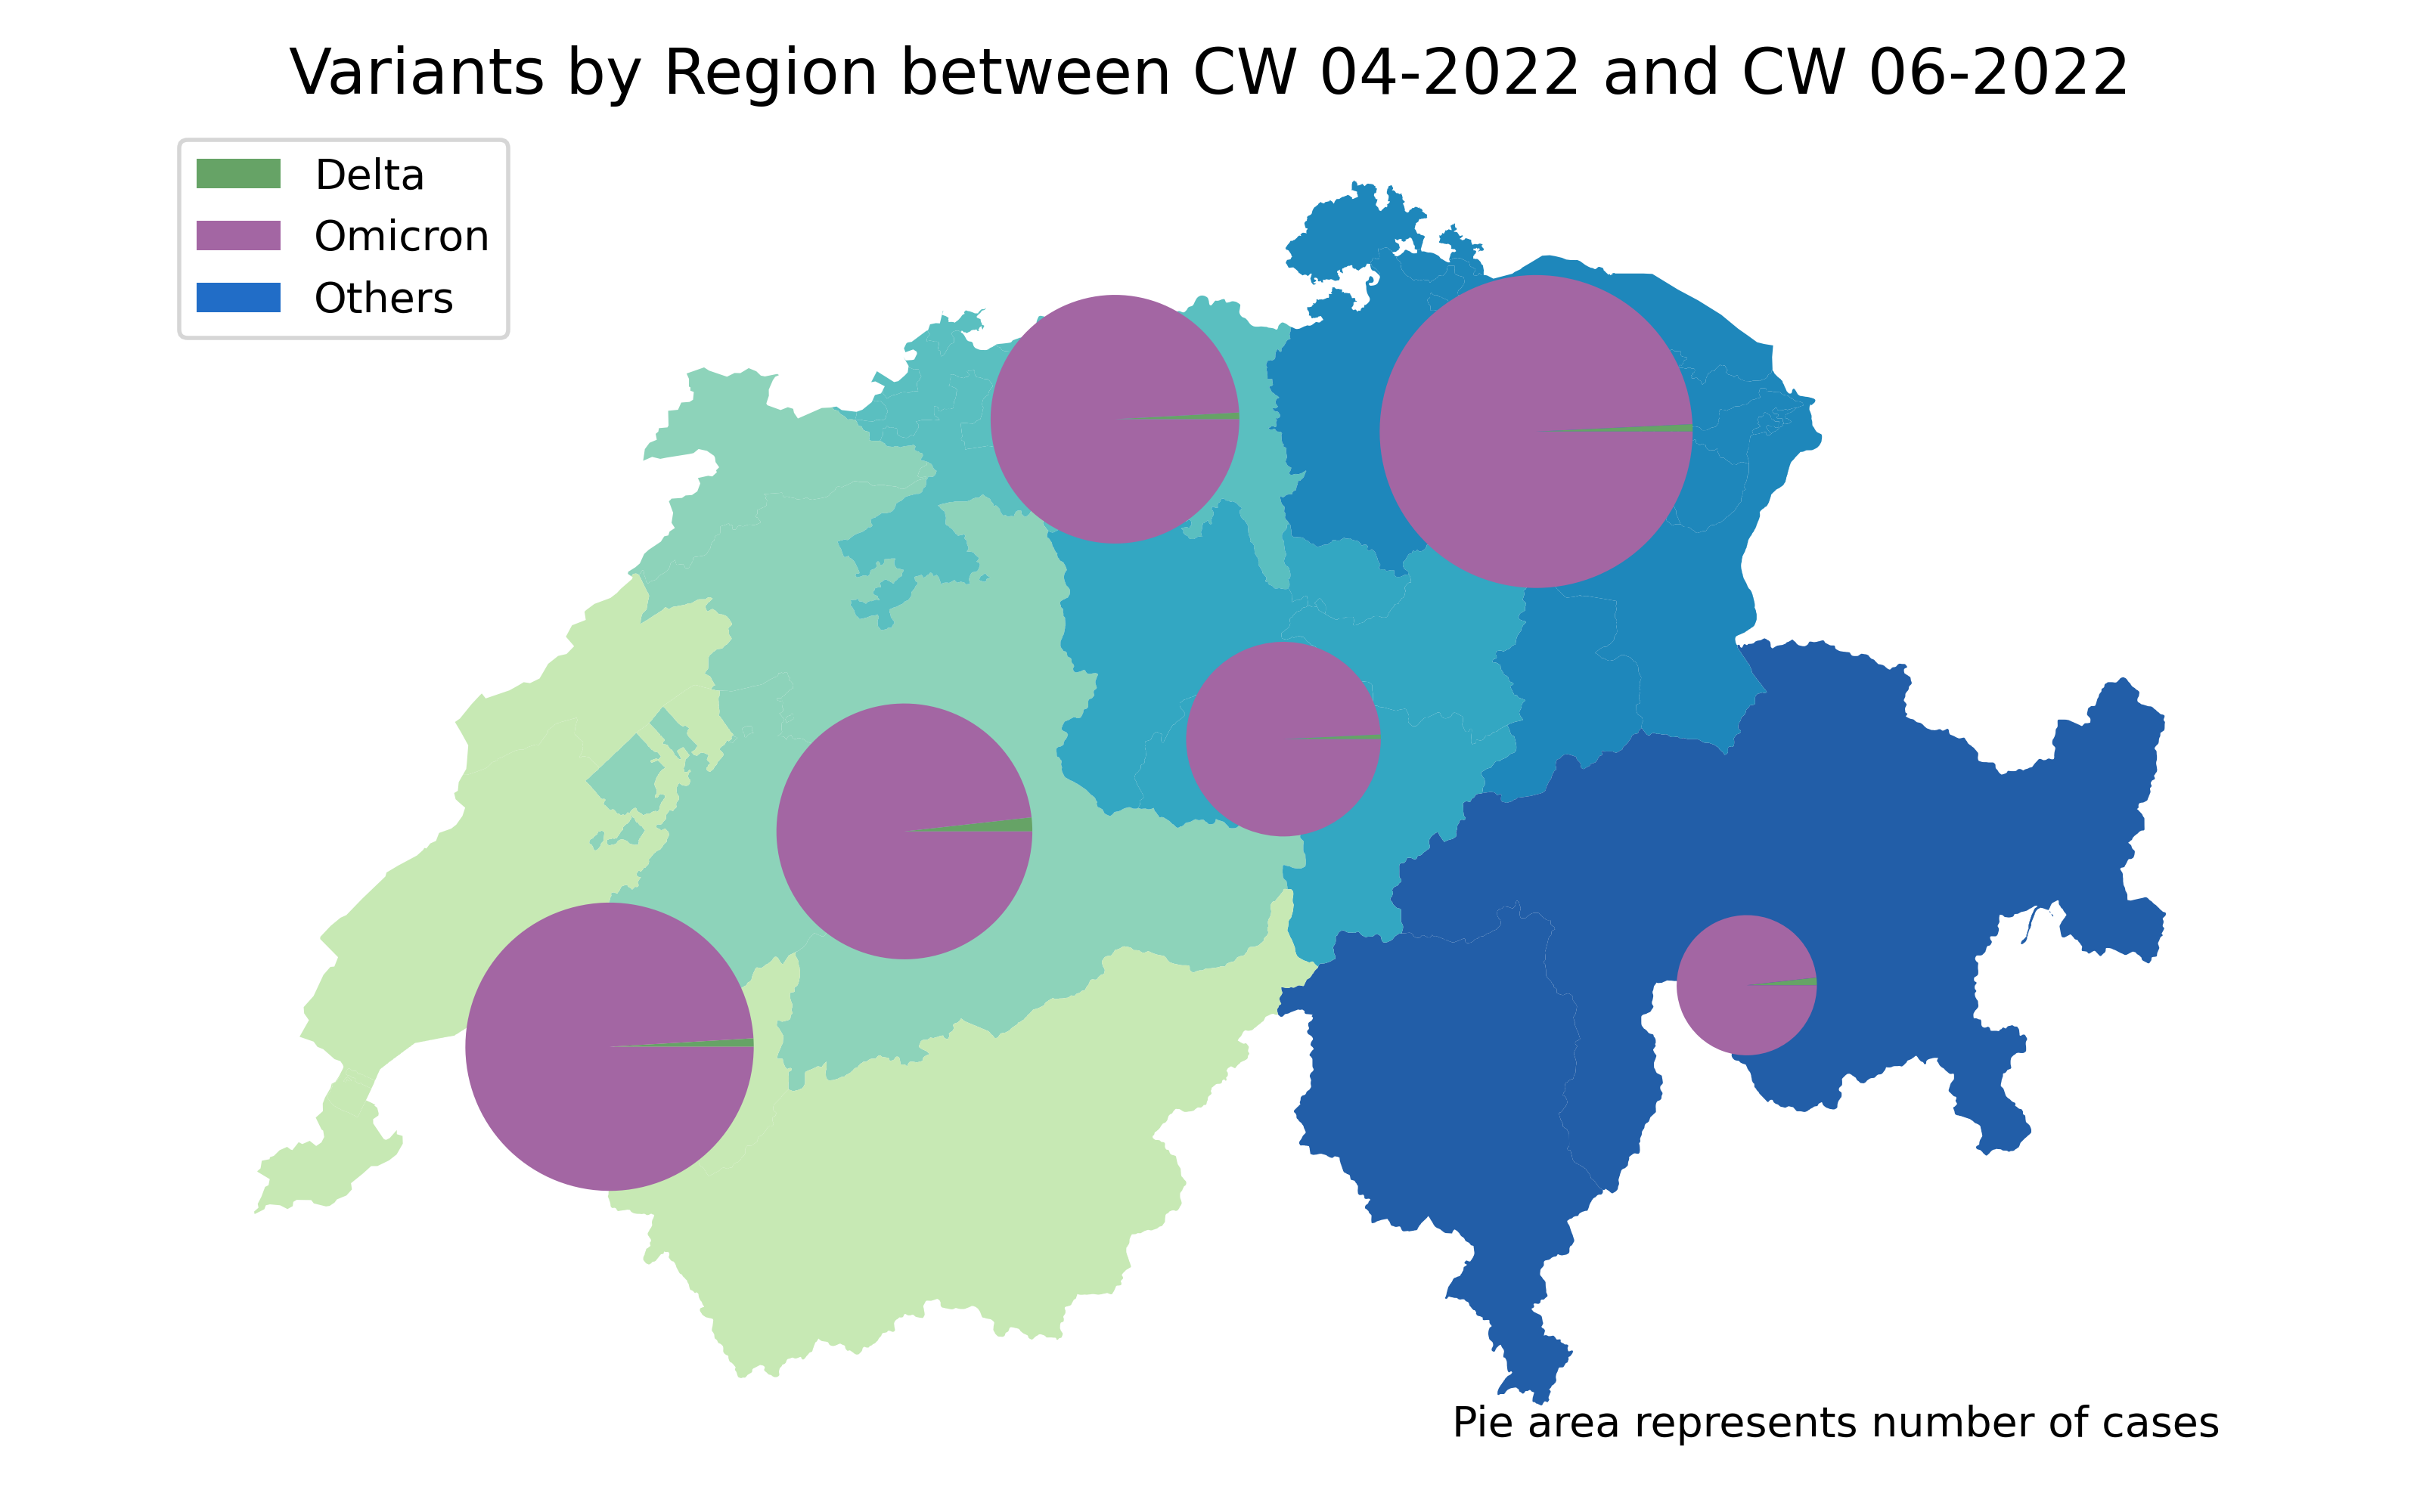 Variants by Region between CW 04-2022 and CW 06-2022
Delta
Omicron
Others
Pie area represents number of cases